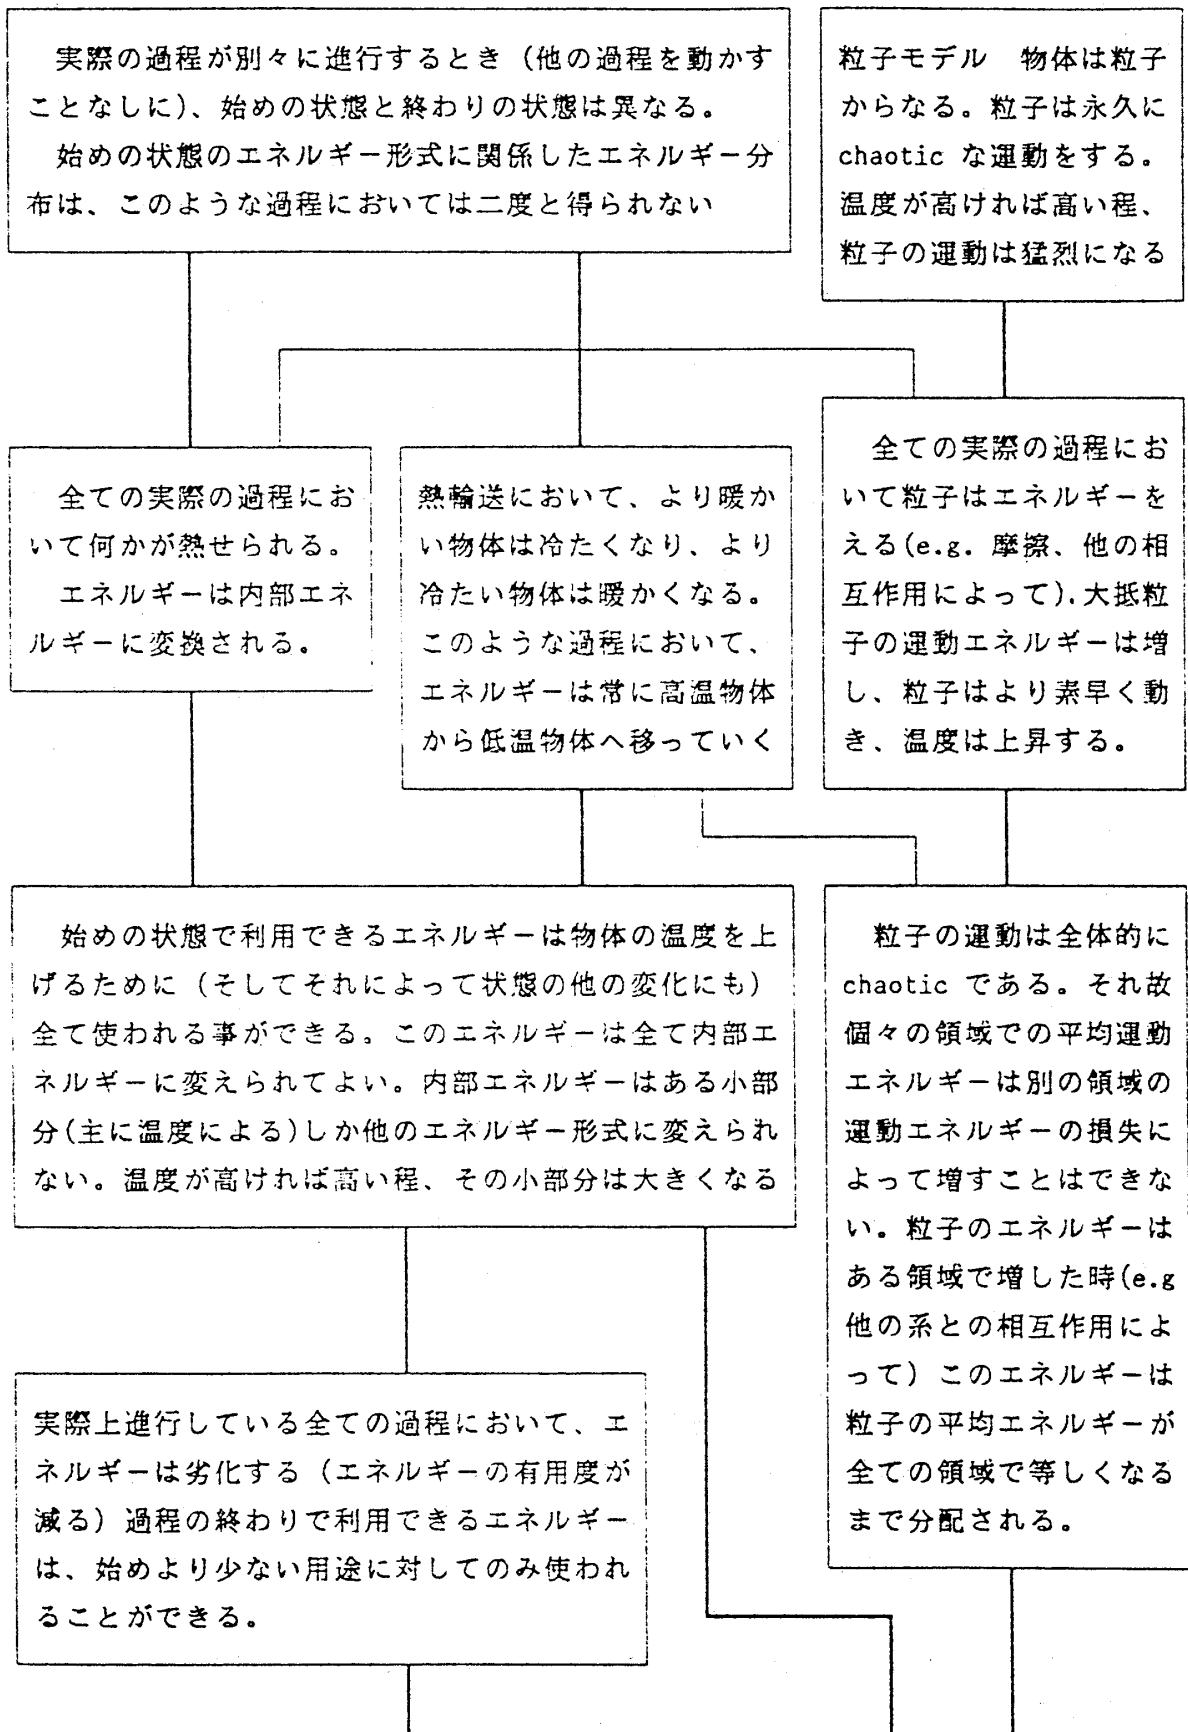 実際の過程が別々に進行するとき（他の過程を動かす
ことなしに）、始めの状態と終わりの状態は異なる。
始めの状態のエネルギー形式に関係したエネルギー分
布は、このような過程においては二度と得られない
粒子モデル　物体は粒子
からなる。粒子は永久に
chaotic な運動をする。
温度が高ければ高い程、
粒子の運動は猛烈になる
全ての実際の過程にお
いて何かが熱せられる。
エネルギーは内部エネ
ルギーに変換される。
熱輸送において、より暖か
い物体は冷たくなり、より
冷たい物体は暖かくなる。
このような過程において、
エネルギーは常に高温物体
から低温物体へ移っていく
全ての実際の過程にお
いて粒子はエネルギーを
える(e.g. 摩擦、他の相
互作用によって).大抵粒
子の運動エネルギーは増
し、粒子はより素早く動
き、温度は上昇する。
始めの状態で利用できるエネルギーは物体の温度を上
げるために（そしてそれによって状態の他の変化にも）
全て使われる事ができる。このエネルギーは全て内部エ
ネルギーに変えられてよい。内部エネルギーはある小部
分(主に温度による)しか他のエネルギー形式に変えられ
ない。温度が高ければ高い程、その小部分は大きくなる
粒子の運動は全体的に
chaotic である。それ故
個々の領域での平均運動
エネルギーは別の領域の
運動エネルギーの損失に
よって増すことはできな
い。粒子のエネルギーは
ある領域で増した時(e.g
他の系との相互作用によ
って）このエネルギーは
粒子の平均エネルギーが
全ての領域で等しくなる
まで分配される。
実際上進行している全ての過程において、エ
ネルギーは劣化する（エネルギーの有用度が
減る）過程の終わりで利用できるエネルギー
は、始めより少ない用途に対してのみ使われ
ることができる。